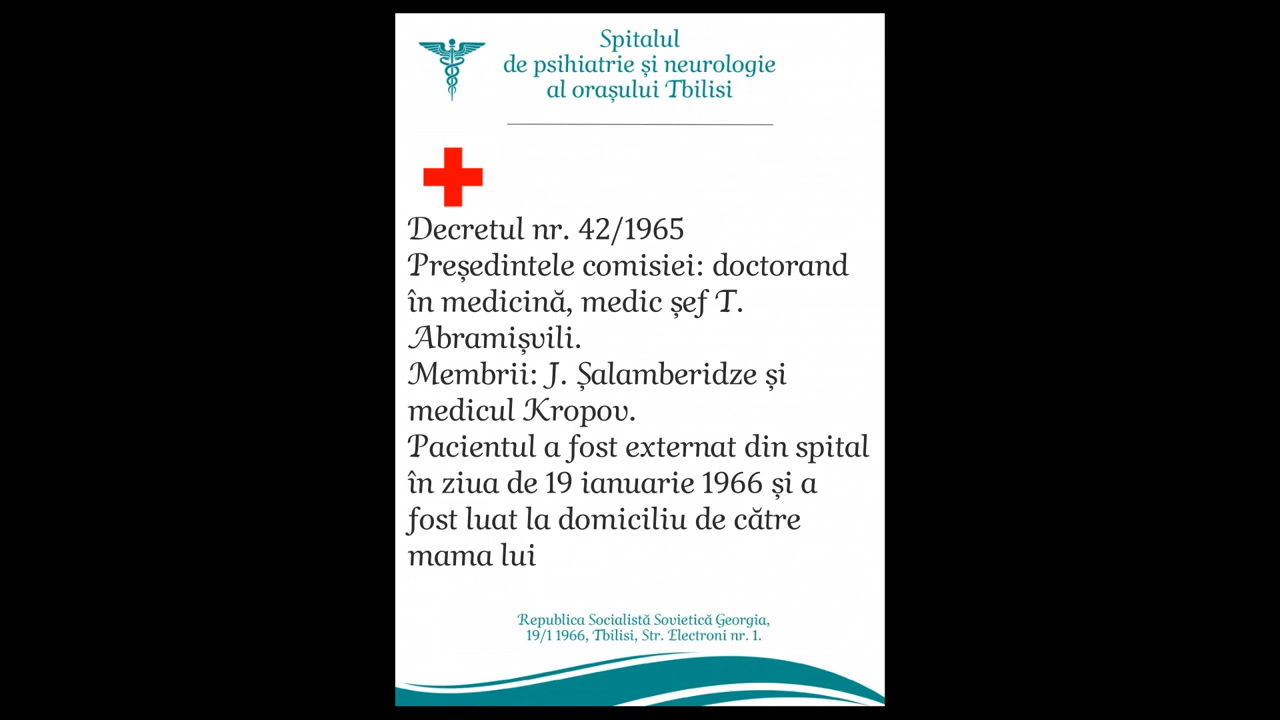 Spitalul
de psihiatrie și neurologie
al orașului Tbilisi
Decretul nr. 42/1965
Președintele comisiei: doctorand
în medicină, medic șef T.
Abramișvili.
Membrii: J. Șalamberidze și
medicul Kropov.
Pacientul a fost externat din spital
în ziua de 19 ianuarie 1966 și a
fost luat la domiciliu de către
mama lui
Republica Socialistă Sovietică Georgia,
19/1 1966, Tbilisi, Str. Electroni nr. 1.